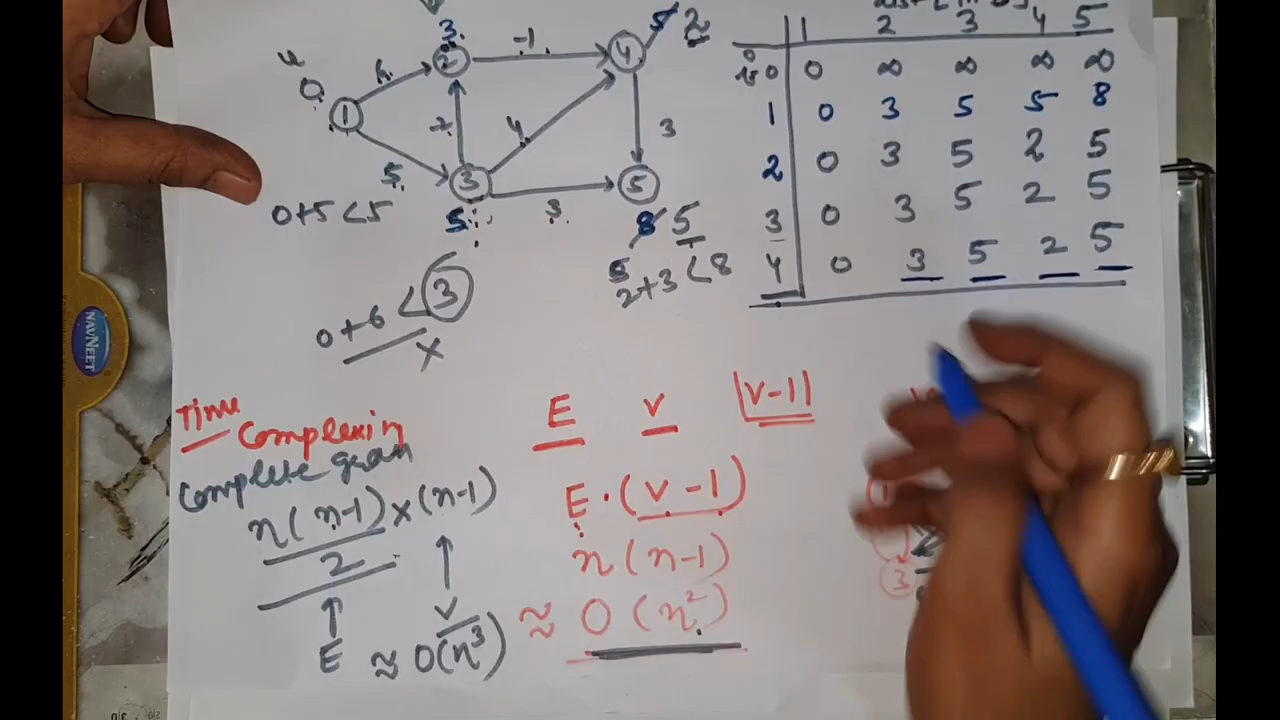 1 2 3 4 5
0 0 ∞ ∞ ∞ ∞
1 0 3 5 5 8
2 0 3 5 2 5
3 0 3 5 2 5
4 0 3 5 2 5
3
2
-1
4
5 2
0
6
1
5
3
4
3
3
5
5
8 5
5
0+5 < 5
2+3 < 8
0+6 < 3
x
NAVNEET
Time
Complexin
Complete gran
n(n-1) x (n-1)
2
E
V
≈ O(n³)
E V |V-1|
E · (V - 1)
n (n-1)
≈ O (n²)
3